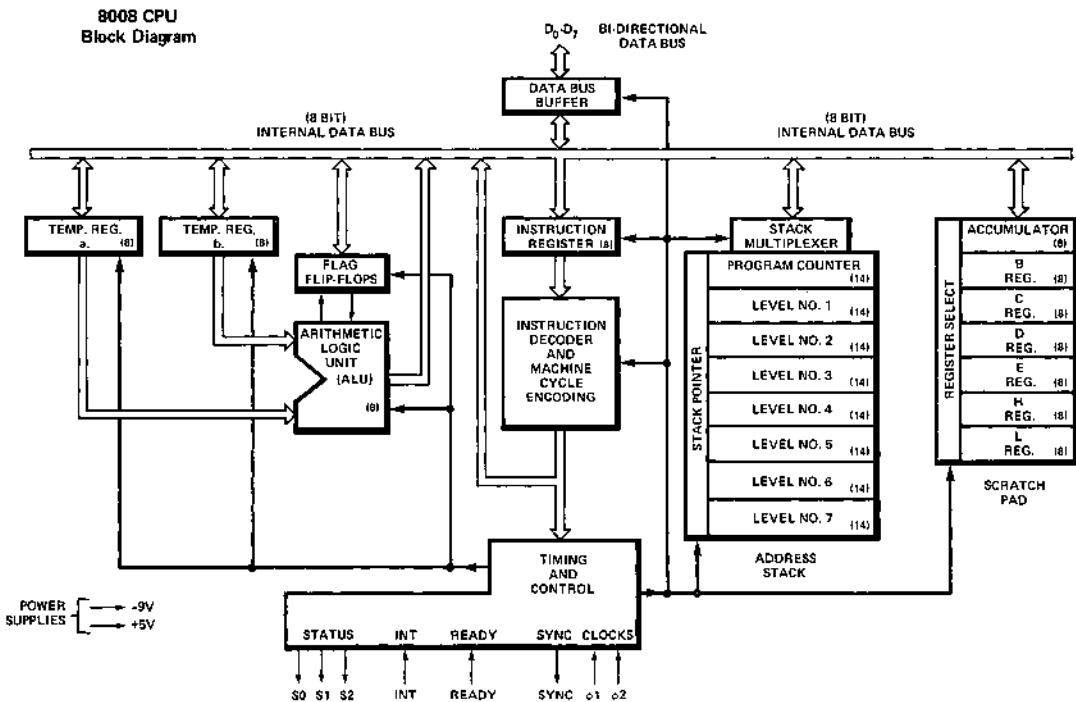 8008 CPU
Block Diagram
D0-D7
BI-DIRECTIONAL
DATA BUS
DATA BUS
BUFFER
(8 BIT)
INTERNAL DATA BUS
(8 BIT)
INTERNAL DATA BUS
TEMP. REG.
a. (8)
TEMP. REG.
b. (8)
FLAG
FLIP-FLOPS
ARITHMETIC
LOGIC
UNIT
(ALU)
(8)
INSTRUCTION
REGISTER (8)
INSTRUCTION
DECODER
AND
MACHINE
CYCLE
ENCODING
STACK
MULTIPLEXER
STACK POINTER
PROGRAM COUNTER
(14)
LEVEL NO. 1 (14)
LEVEL NO. 2 (14)
LEVEL NO. 3 (14)
LEVEL NO. 4 (14)
LEVEL NO. 5 (14)
LEVEL NO. 6 (14)
LEVEL NO. 7 (14)
ADDRESS
STACK
REGISTER SELECT
ACCUMULATOR
(8)
B
REG. (8)
C
REG. (8)
D
REG. (8)
E
REG. (8)
H
REG. (8)
L
REG. (8)
SCRATCH
PAD
TIMING
AND
CONTROL
STATUS INT READY SYNC CLOCKS
S0 S1 S2 INT READY SYNC ϕ1 ϕ2
POWER
SUPPLIES
-9V
+5V